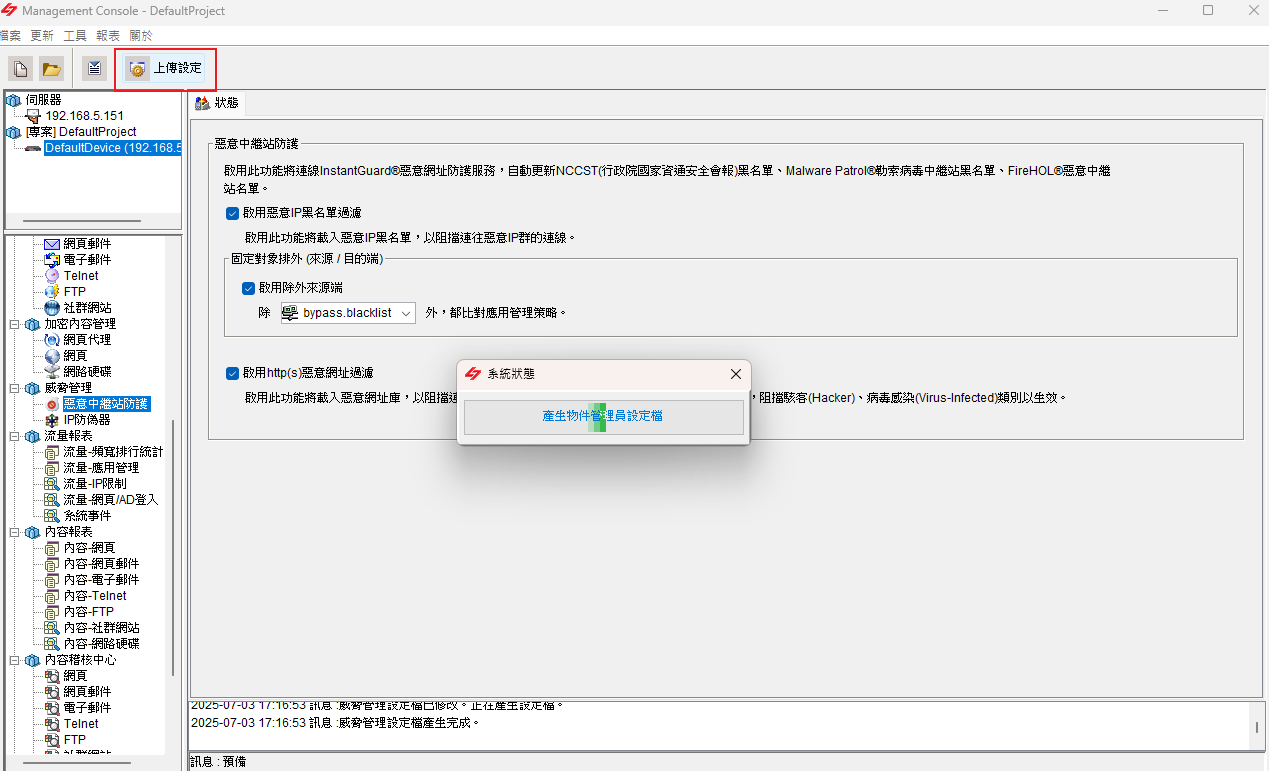 Management Console - DefaultProject
檔案 更新 工具 報表 關於
上傳設定
伺服器
192.168.5.151
[專案] DefaultProject
DefaultDevice (192.168.5
網頁郵件
電子郵件
Telnet
FTP
社群網站
加密內容管理
網頁代理
網頁
網路硬碟
威脅管理
惡意中繼站防護
IP防偽器
流量報表
流量-頻寬排行統計
流量-應用管理
流量-IP限制
流量-網頁/AD登入
系統事件
內容報表
內容-網頁
內容-網頁郵件
內容-電子郵件
內容-Telnet
內容-FTP
內容-社群網站
內容-網路硬碟
內容稽核中心
網頁
網頁郵件
電子郵件
Telnet
FTP
社群網站
狀態
惡意中繼站防護
啟用此功能將連線InstantGuard®惡意網址防護服務，自動更新NCCST(行政院國家資通安全會報)黑名單、Malware Patrol®勒索病毒中繼站黑名單、FireHOL®惡意中繼
站名單。
啟用惡意IP黑名單過濾
啟用此功能將載入惡意IP黑名單，以阻擋連往惡意IP群的連線。
固定對象排外 (來源 / 目的端)
啟用除外來源端
除 bypass.blacklist 外，都比對應用管理策略。
啟用http(s)惡意網址過濾
啟用此功能將載入惡意網址庫，以阻擋連
，阻擋駭客(Hacker)、病毒感染(Virus-Infected)類別以生效。
系統狀態
產生物件管理員設定檔
2025-07-03 17:16:53 訊息 :威脅管理設定檔已修改。正在產生設定檔。
2025-07-03 17:16:53 訊息 :威脅管理設定檔產生完成。
訊息 : 預備